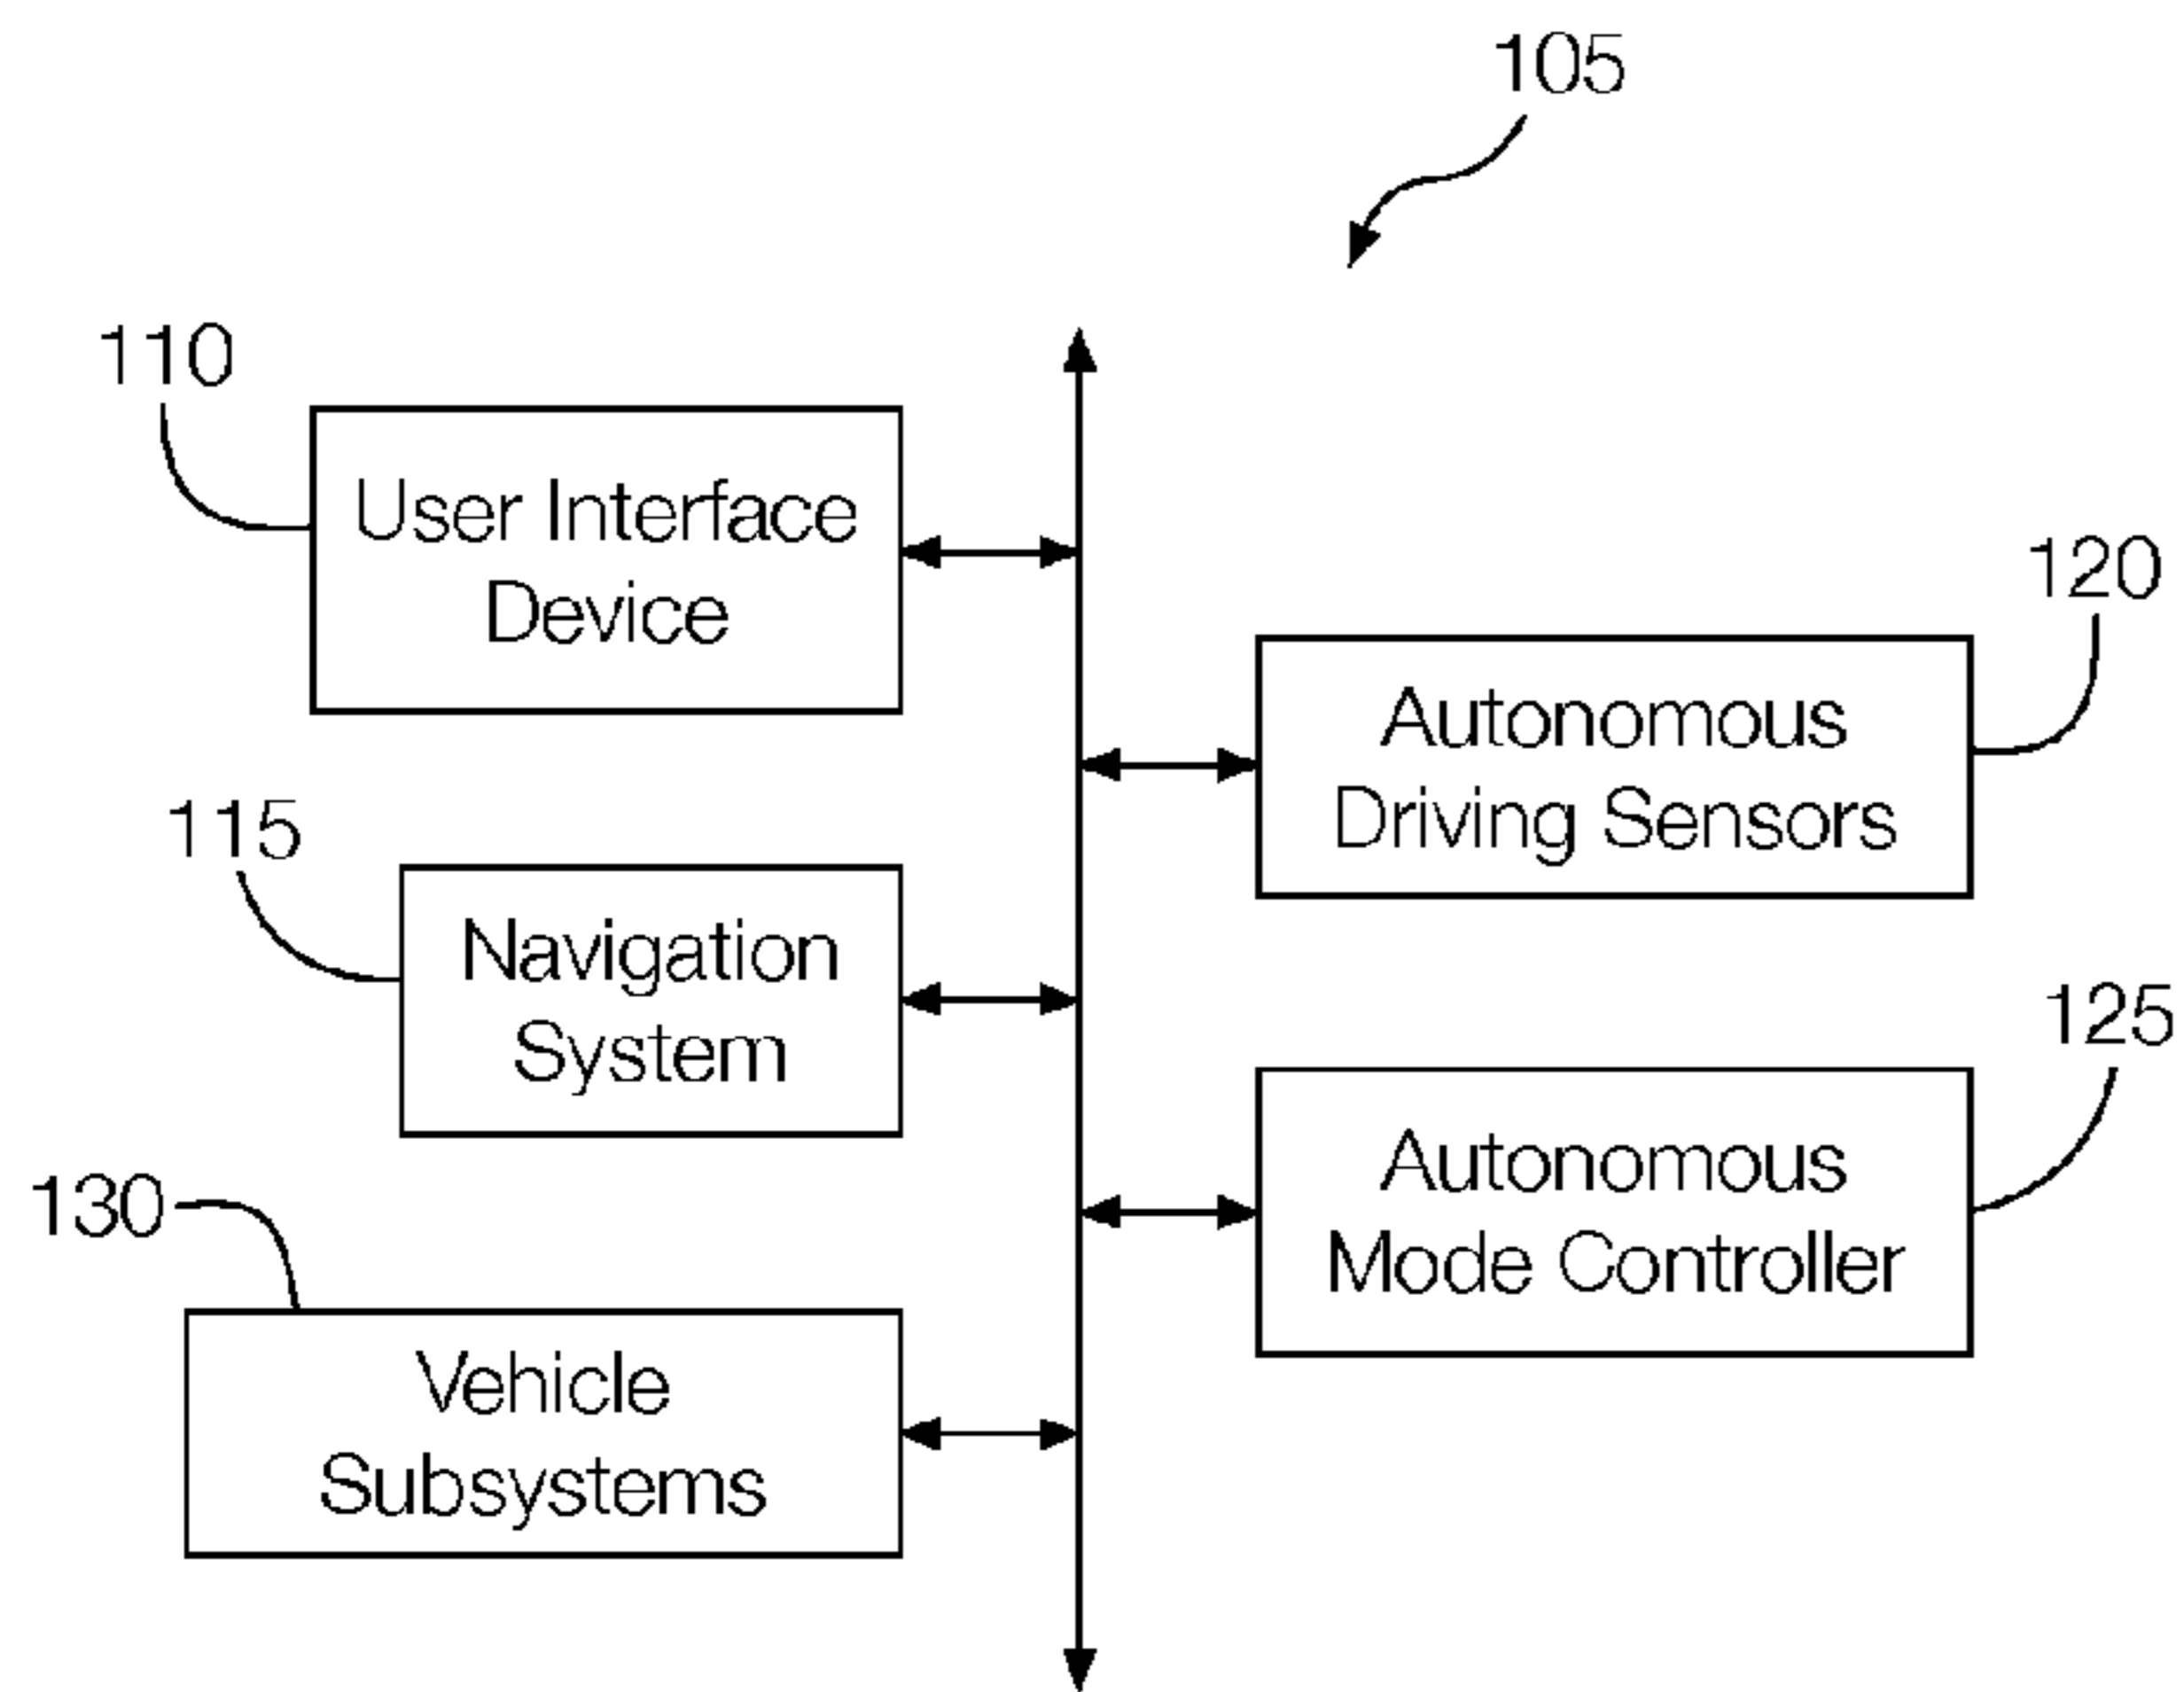 105
110
User Interface
Device
120
Autonomous
Driving Sensors
115
Navigation
System
125
Autonomous
Mode Controller
130
Vehicle
Subsystems